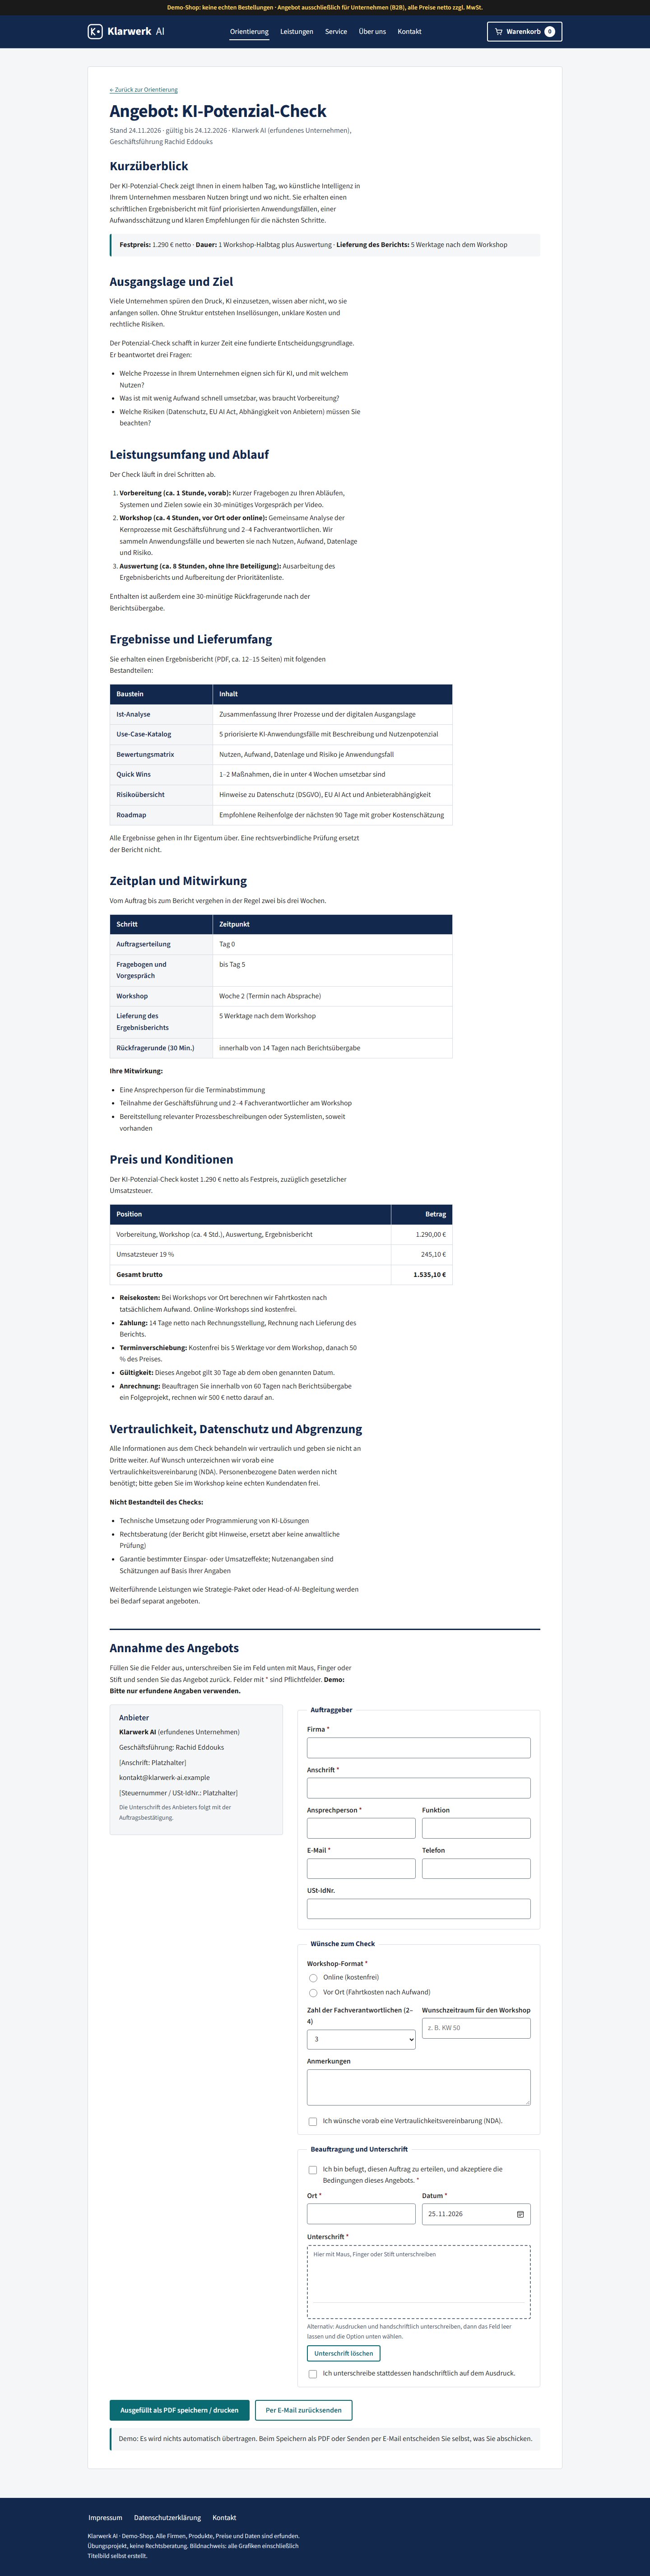 Demo-Shop: keine echten Bestellungen · Angebot ausschließlich für Unternehmen (B2B), alle Preise netto zzgl. MwSt.
Klarwerk AI
Orientierung Leistungen Service Über uns Kontakt
Warenkorb 0
← Zurück zur Orientierung
Angebot: KI-Potenzial-Check
Stand 24.11.2026 · gültig bis 24.12.2026 · Klarwerk AI (erfundenes Unternehmen),
Geschäftsführung Rachid Eddouks
Kurzüberblick
Der KI-Potenzial-Check zeigt Ihnen in einem halben Tag, wo künstliche Intelligenz in
Ihrem Unternehmen messbaren Nutzen bringt und wo nicht. Sie erhalten einen
schriftlichen Ergebnisbericht mit fünf priorisierten Anwendungsfällen, einer
Aufwandsschätzung und klaren Empfehlungen für die nächsten Schritte.
Festpreis: 1.290 € netto · Dauer: 1 Workshop-Halbtag plus Auswertung · Lieferung des Berichts: 5 Werktage nach dem Workshop
Ausgangslage und Ziel
Viele Unternehmen spüren den Druck, KI einzusetzen, wissen aber nicht, wo sie
anfangen sollen. Ohne Struktur entstehen Insellösungen, unklare Kosten und
rechtliche Risiken.
Der Potenzial-Check schafft in kurzer Zeit eine fundierte Entscheidungsgrundlage.
Er beantwortet drei Fragen:
• Welche Prozesse in Ihrem Unternehmen eignen sich für KI, und mit welchem
Nutzen?
• Was ist mit wenig Aufwand schnell umsetzbar, was braucht Vorbereitung?
• Welche Risiken (Datenschutz, EU AI Act, Abhängigkeit von Anbietern) müssen Sie
beachten?
Leistungsumfang und Ablauf
Der Check läuft in drei Schritten ab.
1. Vorbereitung (ca. 1 Stunde, vorab): Kurzer Fragebogen zu Ihren Abläufen,
Systemen und Zielen sowie ein 30-minütiges Vorgespräch per Video.
2. Workshop (ca. 4 Stunden, vor Ort oder online): Gemeinsame Analyse der
Kernprozesse mit Geschäftsführung und 2–4 Fachverantwortlichen. Wir
sammeln Anwendungsfälle und bewerten sie nach Nutzen, Aufwand, Datenlage
und Risiko.
3. Auswertung (ca. 8 Stunden, ohne Ihre Beteiligung): Ausarbeitung des
Ergebnisberichts und Aufbereitung der Prioritätenliste.
Enthalten ist außerdem eine 30-minütige Rückfragerunde nach der
Berichtsübergabe.
Ergebnisse und Lieferumfang
Sie erhalten einen Ergebnisbericht (PDF, ca. 12–15 Seiten) mit folgenden
Bestandteilen:
Baustein Inhalt
Ist-Analyse Zusammenfassung Ihrer Prozesse und der digitalen Ausgangslage
Use-Case-Katalog 5 priorisierte KI-Anwendungsfälle mit Beschreibung und Nutzenpotenzial
Bewertungsmatrix Nutzen, Aufwand, Datenlage und Risiko je Anwendungsfall
Quick Wins 1–2 Maßnahmen, die in unter 4 Wochen umsetzbar sind
Risikoübersicht Hinweise zu Datenschutz (DSGVO), EU AI Act und Anbieterabhängigkeit
Roadmap Empfohlene Reihenfolge der nächsten 90 Tage mit grober Kostenschätzung
Alle Ergebnisse gehen in Ihr Eigentum über. Eine rechtsverbindliche Prüfung ersetzt
der Bericht nicht.
Zeitplan und Mitwirkung
Vom Auftrag bis zum Bericht vergehen in der Regel zwei bis drei Wochen.
Schritt Zeitpunkt
Auftragserteilung Tag 0
Fragebogen und
Vorgespräch bis Tag 5
Workshop Woche 2 (Termin nach Absprache)
Lieferung des
Ergebnisberichts 5 Werktage nach dem Workshop
Rückfragerunde (30 Min.) innerhalb von 14 Tagen nach Berichtsübergabe
Ihre Mitwirkung:
• Eine Ansprechperson für die Terminabstimmung
• Teilnahme der Geschäftsführung und 2–4 Fachverantwortlicher am Workshop
• Bereitstellung relevanter Prozessbeschreibungen oder Systemlisten, soweit
vorhanden
Preis und Konditionen
Der KI-Potenzial-Check kostet 1.290 € netto als Festpreis, zuzüglich gesetzlicher
Umsatzsteuer.
Position Betrag
Vorbereitung, Workshop (ca. 4 Std.), Auswertung, Ergebnisbericht 1.290,00 €
Umsatzsteuer 19 % 245,10 €
Gesamt brutto 1.535,10 €
• Reisekosten: Bei Workshops vor Ort berechnen wir Fahrtkosten nach
tatsächlichem Aufwand. Online-Workshops sind kostenfrei.
• Zahlung: 14 Tage netto nach Rechnungsstellung, Rechnung nach Lieferung des
Berichts.
• Terminverschiebung: Kostenfrei bis 5 Werktage vor dem Workshop, danach 50
% des Preises.
• Gültigkeit: Dieses Angebot gilt 30 Tage ab dem oben genannten Datum.
• Anrechnung: Beauftragen Sie innerhalb von 60 Tagen nach Berichtsübergabe
ein Folgeprojekt, rechnen wir 500 € netto darauf an.
Vertraulichkeit, Datenschutz und Abgrenzung
Alle Informationen aus dem Check behandeln wir vertraulich und geben sie nicht an
Dritte weiter. Auf Wunsch unterzeichnen wir vorab eine
Vertraulichkeitsvereinbarung (NDA). Personenbezogene Daten werden nicht
benötigt; bitte geben Sie im Workshop keine echten Kundendaten frei.
Nicht Bestandteil des Checks:
• Technische Umsetzung oder Programmierung von KI-Lösungen
• Rechtsberatung (der Bericht gibt Hinweise, ersetzt aber keine anwaltliche
Prüfung)
• Garantie bestimmter Einspar- oder Umsatzeffekte; Nutzenangaben sind
Schätzungen auf Basis Ihrer Angaben
Weiterführende Leistungen wie Strategie-Paket oder Head-of-AI-Begleitung werden
bei Bedarf separat angeboten.
Annahme des Angebots
Füllen Sie die Felder aus, unterschreiben Sie im Feld unten mit Maus, Finger oder
Stift und senden Sie das Angebot zurück. Felder mit * sind Pflichtfelder. Demo:
Bitte nur erfundene Angaben verwenden.
Anbieter
Klarwerk AI (erfundenes Unternehmen)
Geschäftsführung: Rachid Eddouks
[Anschrift: Platzhalter]
kontakt@klarwerk-ai.example
[Steuernummer / USt-IdNr.: Platzhalter]
Die Unterschrift des Anbieters folgt mit der
Auftragsbestätigung.
Auftraggeber
Firma *
Anschrift *
Ansprechperson * Funktion
E-Mail * Telefon
USt-IdNr.
Wünsche zum Check
Workshop-Format *
Online (kostenfrei)
Vor Ort (Fahrtkosten nach Aufwand)
Zahl der Fachverantwortlichen (2–
4)
3
Wunschzeitraum für den Workshop
z. B. KW 50
Anmerkungen
Ich wünsche vorab eine Vertraulichkeitsvereinbarung (NDA).
Beauftragung und Unterschrift
Ich bin befugt, diesen Auftrag zu erteilen, und akzeptiere die
Bedingungen dieses Angebots. *
Ort * Datum *
25.11.2026
Unterschrift *
Hier mit Maus, Finger oder Stift unterschreiben
Alternativ: Ausdrucken und handschriftlich unterschreiben, dann das Feld leer
lassen und die Option unten wählen.
Unterschrift löschen
Ich unterschreibe stattdessen handschriftlich auf dem Ausdruck.
Ausgefüllt als PDF speichern / drucken
Per E-Mail zurücksenden
Demo: Es wird nichts automatisch übertragen. Beim Speichern als PDF oder Senden per E-Mail entscheiden Sie selbst, was Sie abschicken.
Impressum Datenschutzerklärung Kontakt
Klarwerk AI · Demo-Shop. Alle Firmen, Produkte, Preise und Daten sind erfunden.
Übungsprojekt, keine Rechtsberatung. Bildnachweis: alle Grafiken einschließlich
Titelbild selbst erstellt.